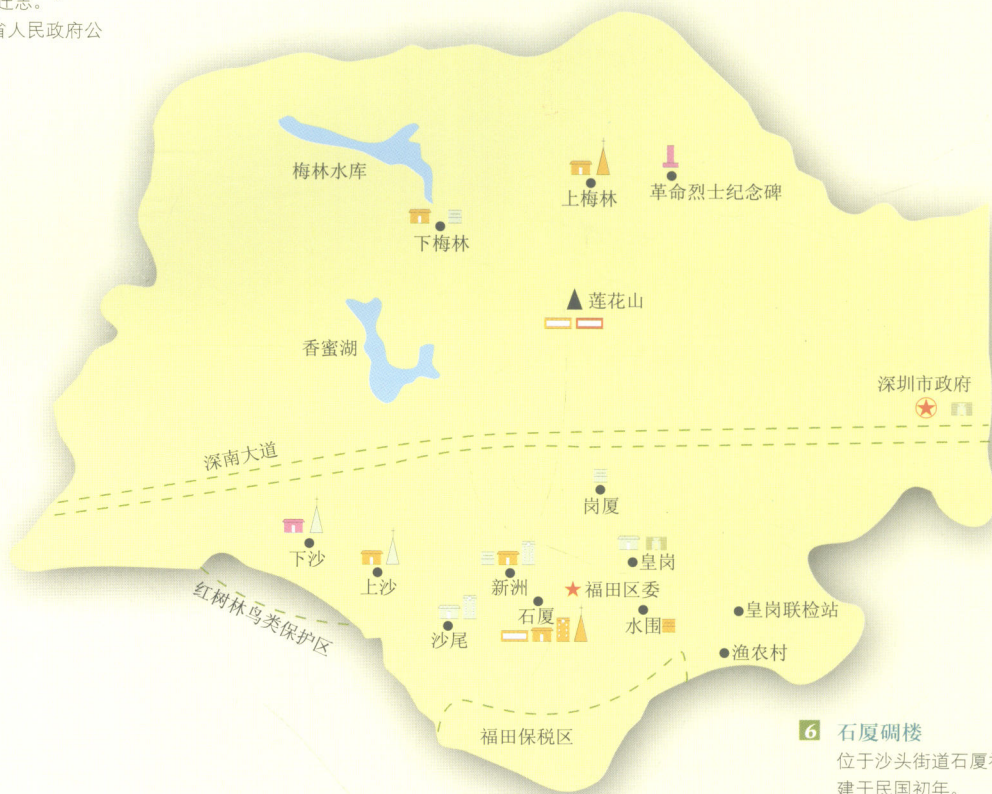 迁志。
省人民政府公
梅林水库
上梅林
革命烈士纪念碑
下梅林
莲花山
香蜜湖
深圳市政府
深南大道
岗厦
下沙
上沙
新洲
皇岗
福田区委
石厦
水围
皇岗联检站
沙尾
渔农村
红树林鸟类保护区
福田保税区
6 石厦碉楼
位于沙头街道石厦
建于民国初年。